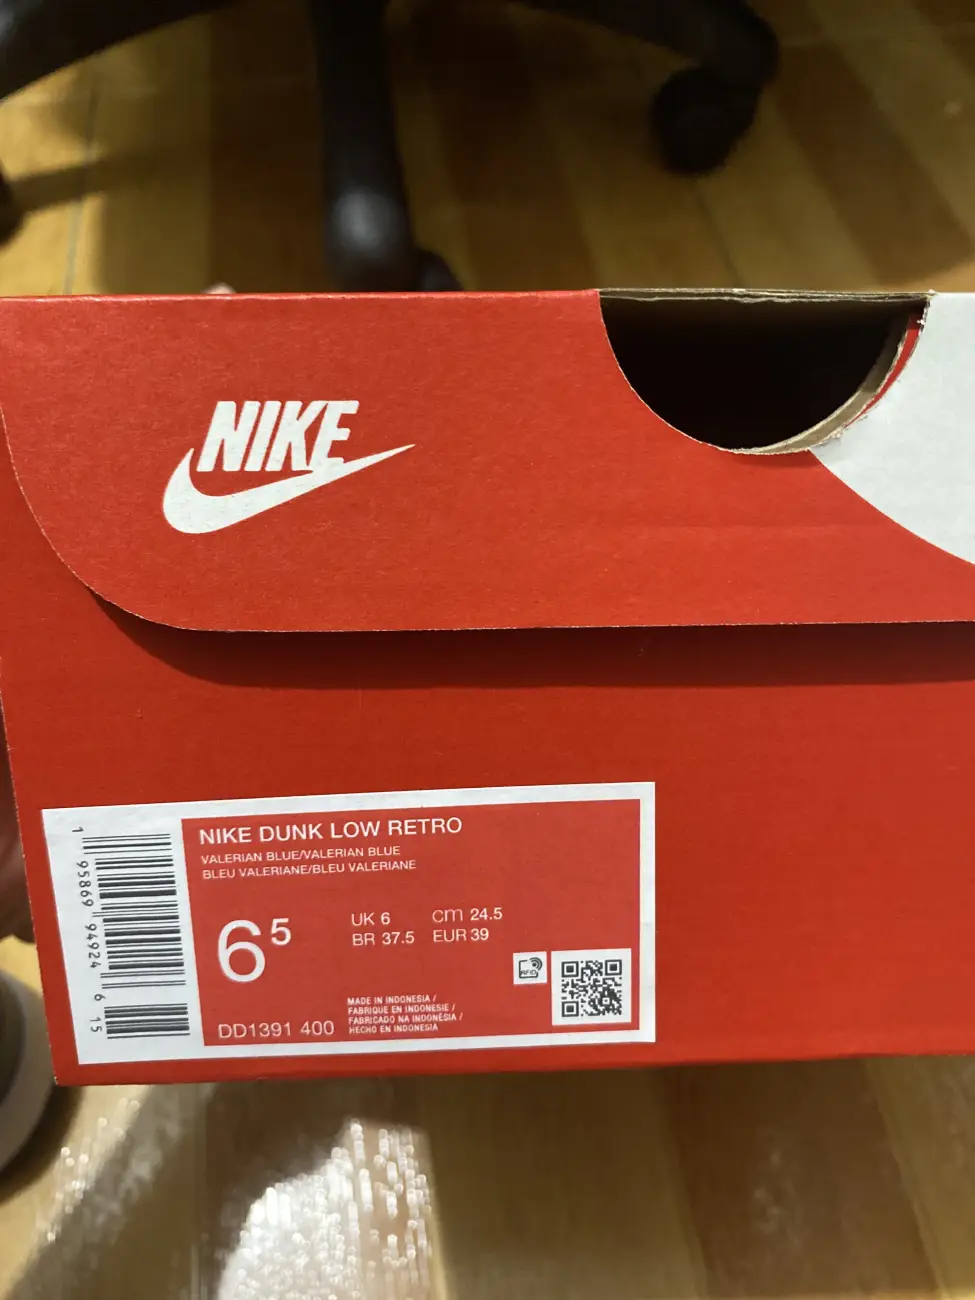 NIKE
NIKE DUNK LOW RETRO
VALERIAN BLUE/VALERIAN BLUE
BLEU VALERIANE/BLEU VALERIANE
6⁵
UK 6 cm 24.5
BR 37.5 EUR 39
RFID
DD1391 400
MADE IN INDONESIA /
FABRIQUE EN INDONESIE /
FABRICADO NA INDONÉSIA /
HECHO EN INDONESIA
1 95869 94924 6 15